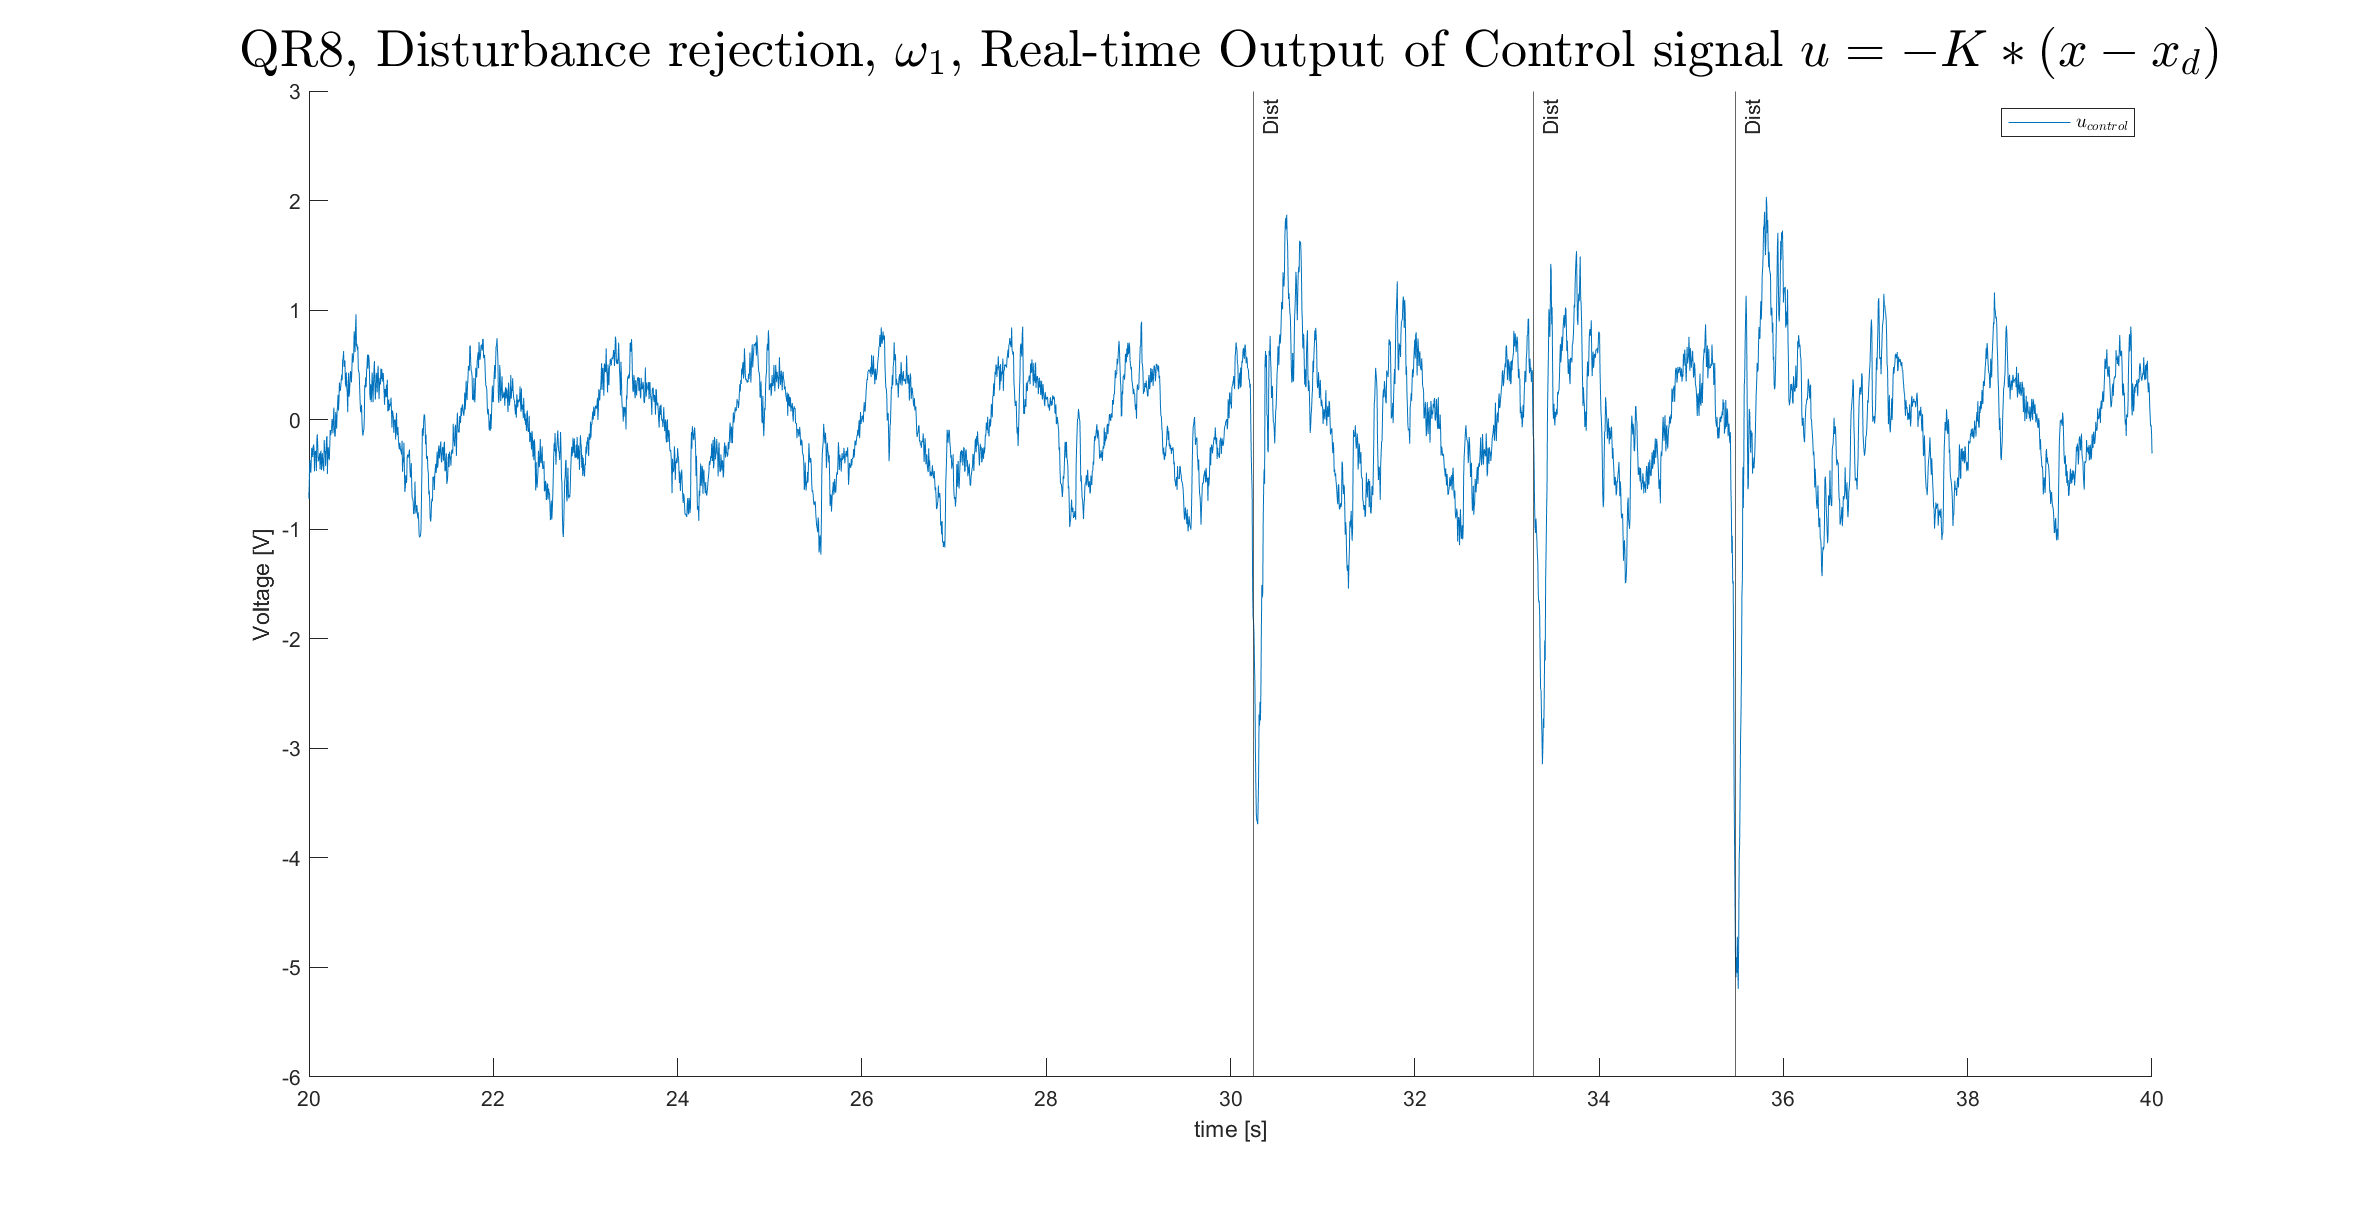 QR8, Disturbance rejection, ω₁, Real-time Output of Control signal u = −K ∗ (x − x_d)
3
Dist
Dist
Dist
u_control
2
1
0
-1
Voltage [V]
-2
-3
-4
-5
-6
20 22 24 26 28 30 32 34 36 38 40
time [s]